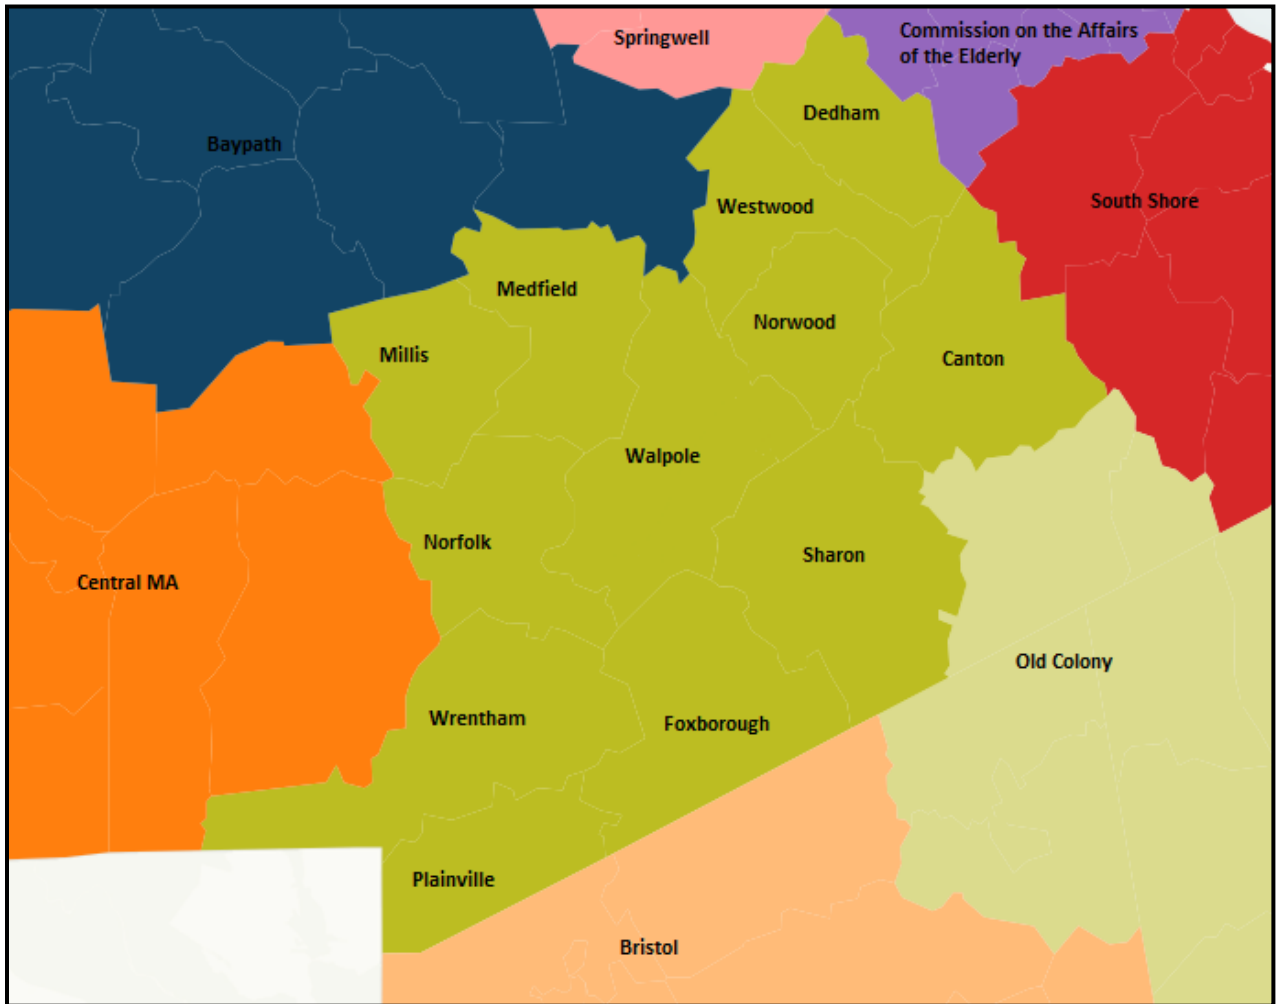 Springwell
Commission on the Affairs
of the Elderly
Dedham
Baypath
South Shore
Westwood
Medfield
Norwood
Millis
Canton
Walpole
Norfolk
Sharon
Central MA
Old Colony
Wrentham
Foxborough
Plainville
Bristol